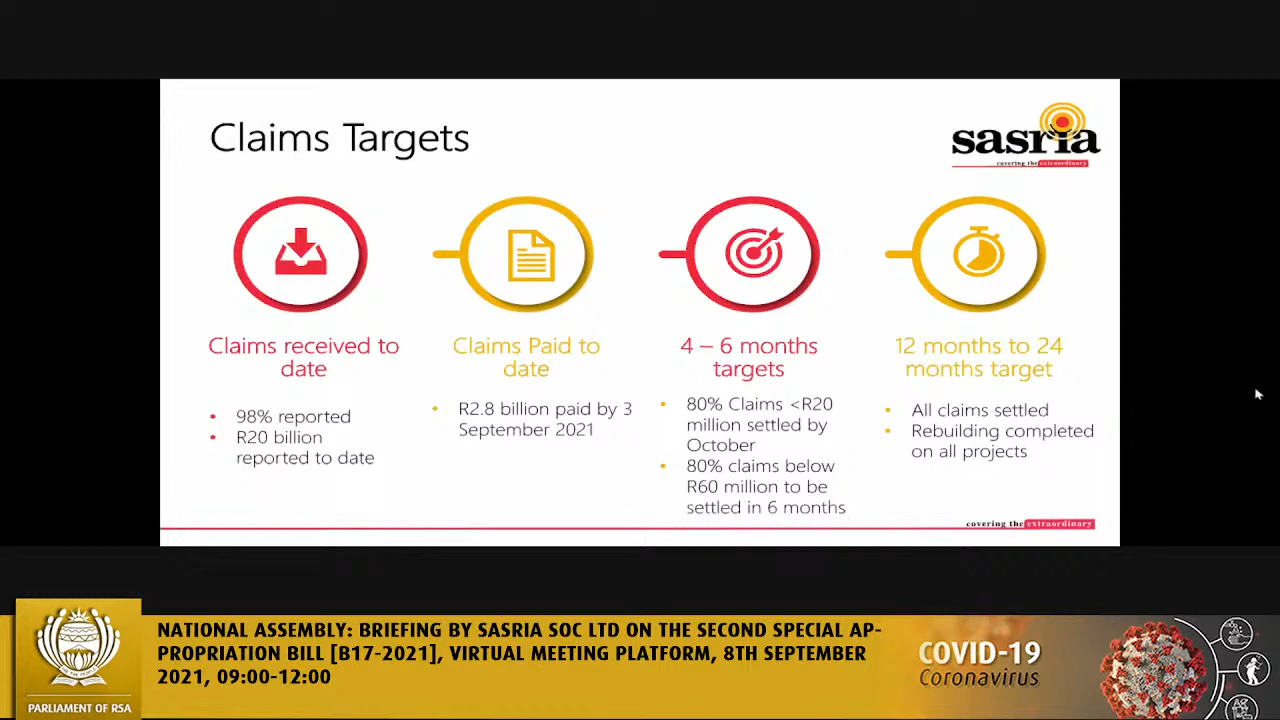 Claims Targets
sasria
covering the extraordinary
Claims received to
date
• 98% reported
• R20 billion
reported to date
Claims Paid to
date
• R2.8 billion paid by 3
September 2021
4 – 6 months
targets
• 80% Claims <R20
million settled by
October
• 80% claims below
R60 million to be
settled in 6 months
12 months to 24
months target
• All claims settled
• Rebuilding completed
on all projects
covering the extraordinary
PARLIAMENT OF RSA
NATIONAL ASSEMBLY: BRIEFING BY SASRIA SOC LTD ON THE SECOND SPECIAL AP-
PROPRIATION BILL [B17-2021], VIRTUAL MEETING PLATFORM, 8TH SEPTEMBER
2021, 09:00-12:00
COVID-19
Coronavirus